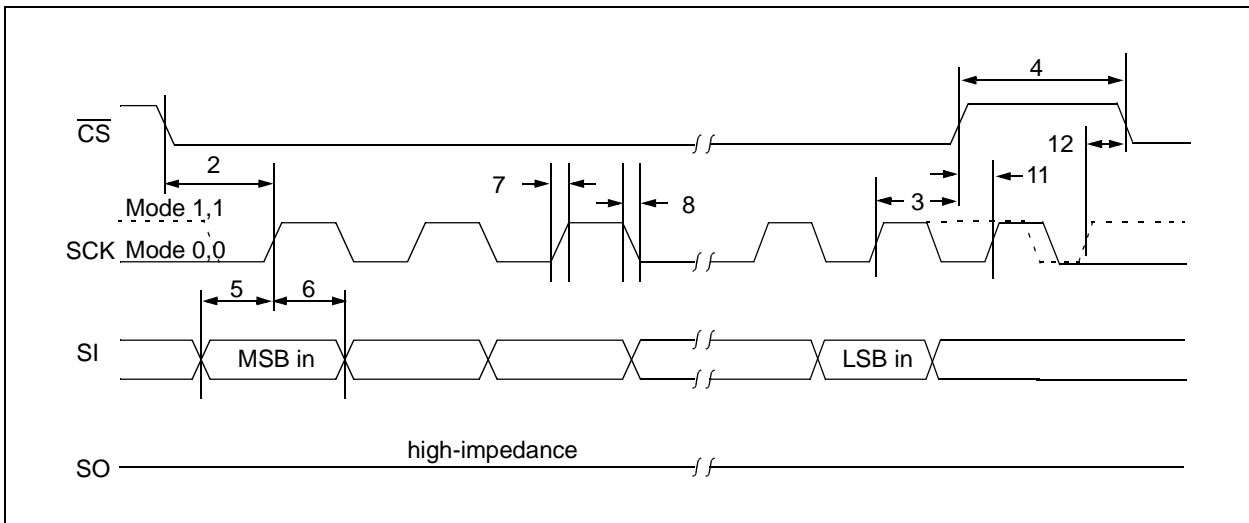 4
C̅S̅
12
2
7
11
Mode 1,1
8
3
SCK Mode 0,0
5
6
SI
MSB in
LSB in
high-impedance
SO